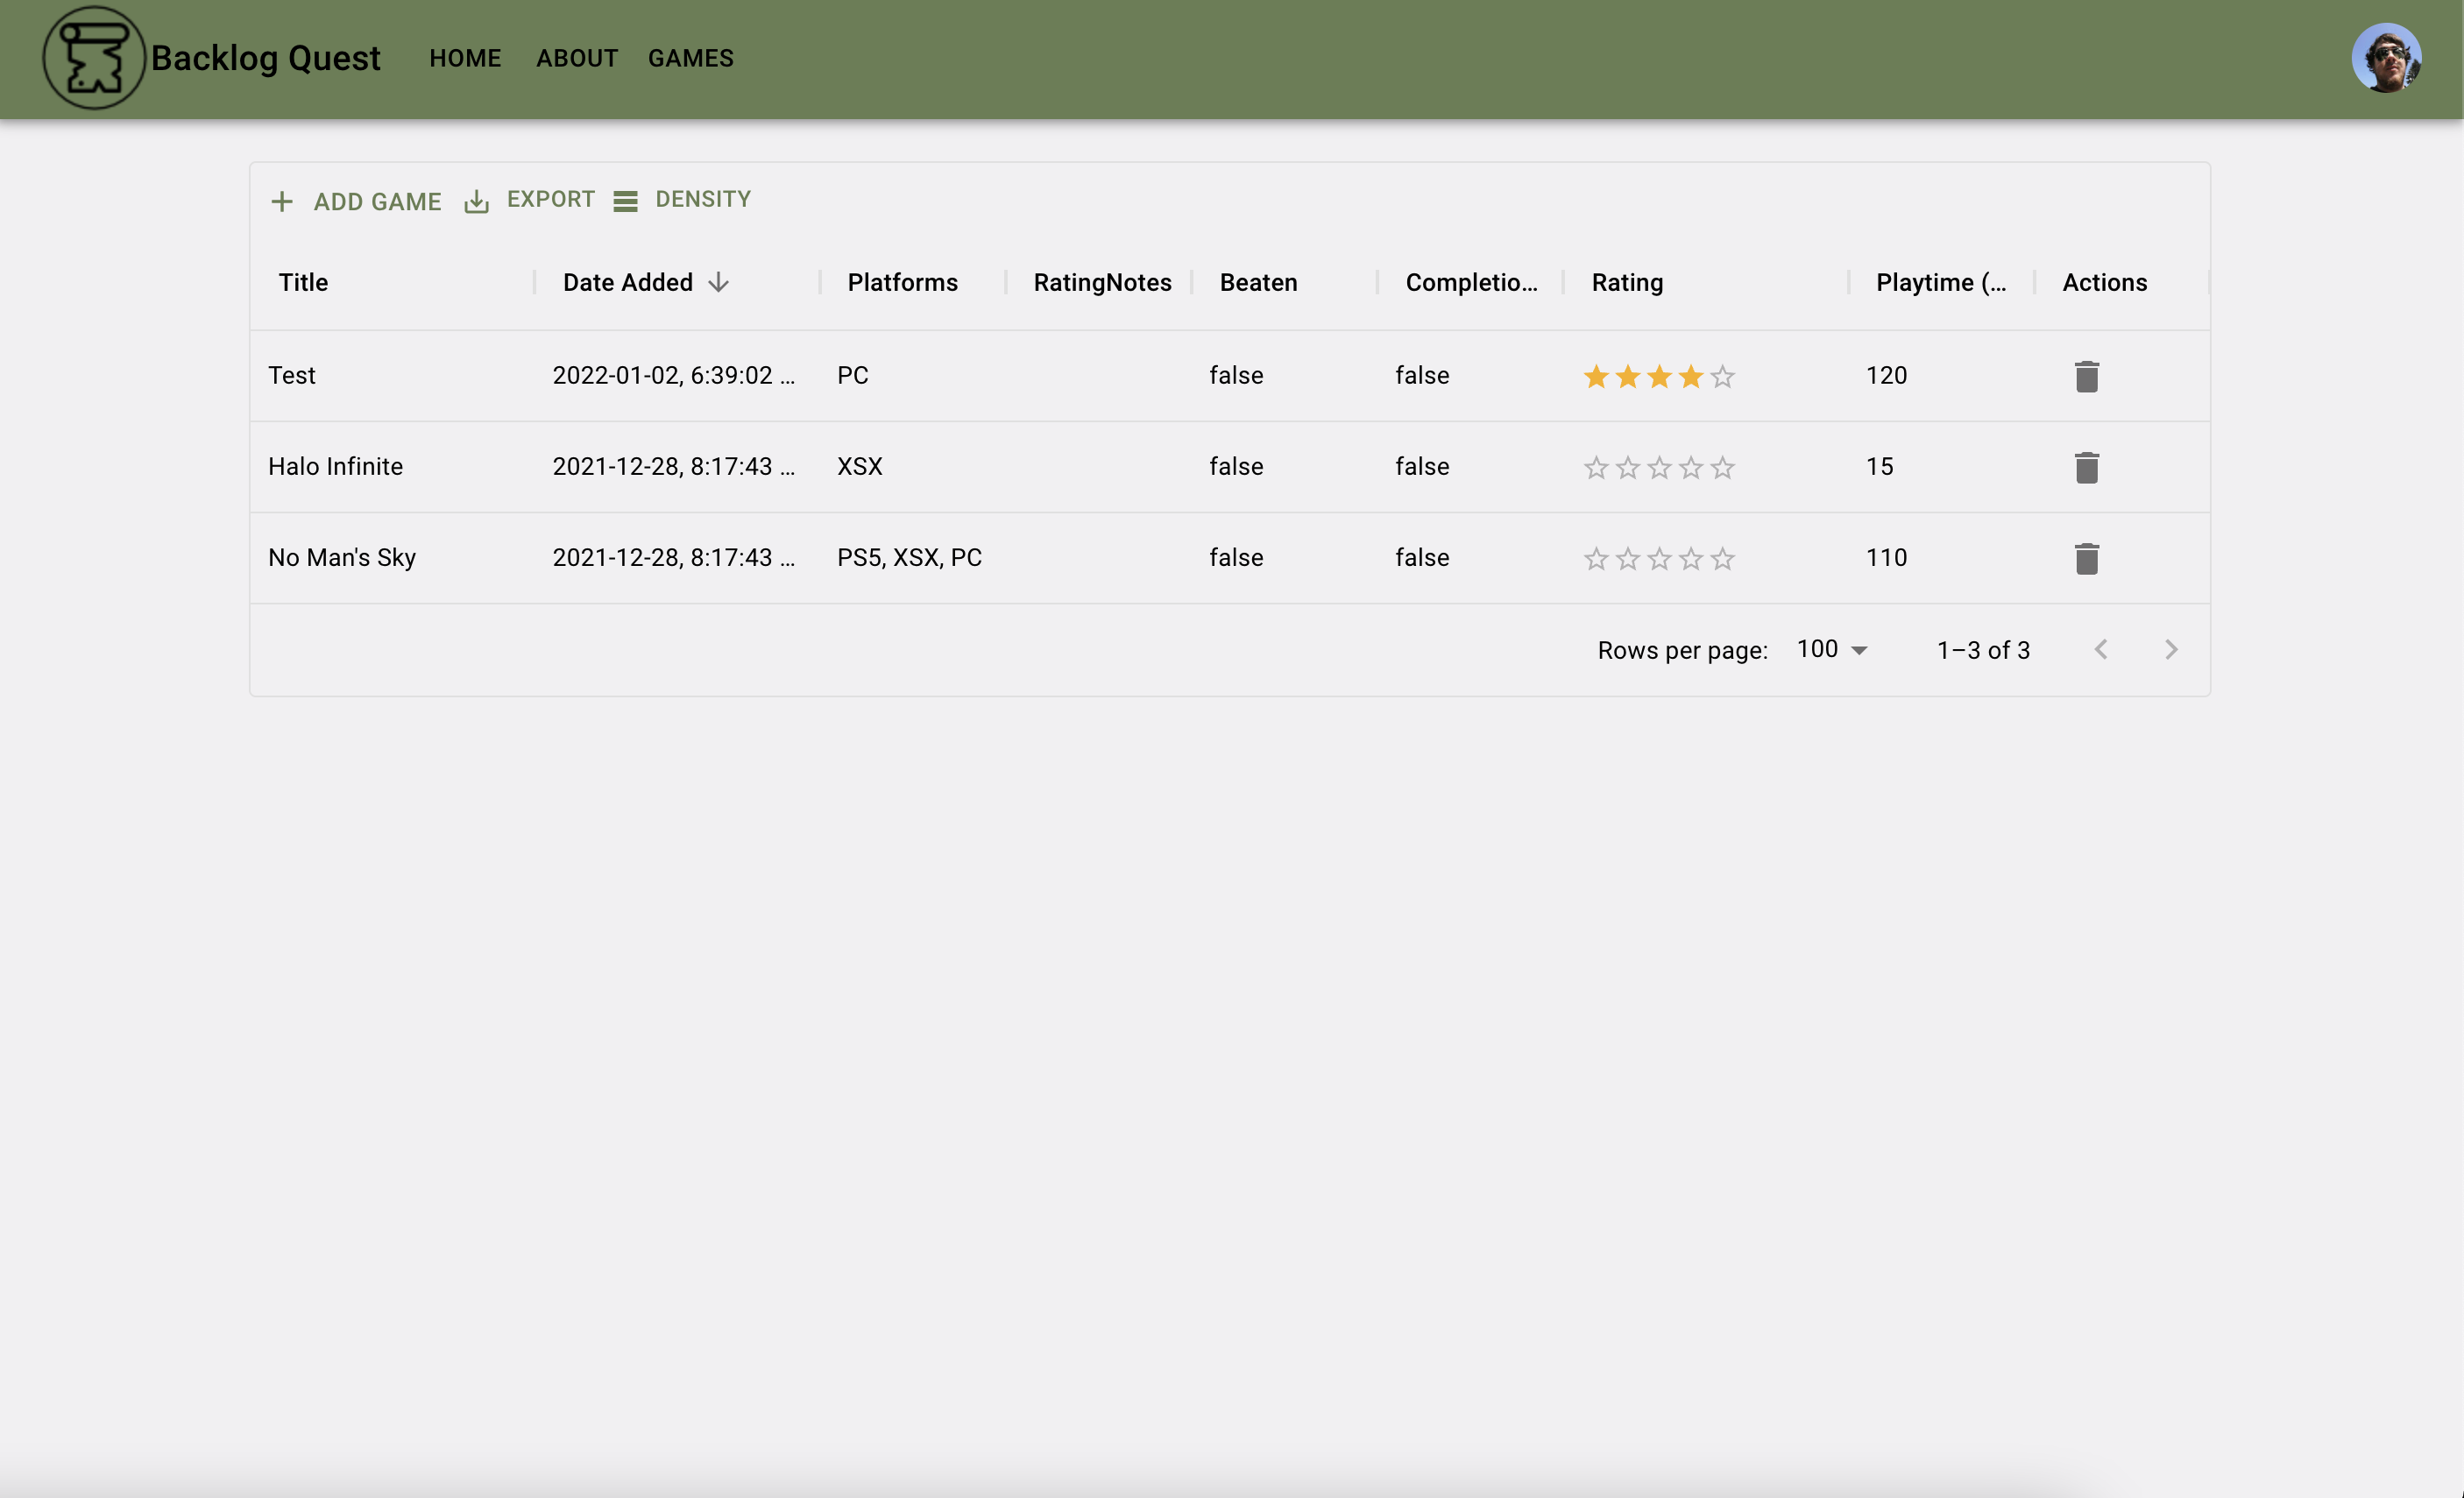 Backlog Quest HOME ABOUT GAMES
ADD GAME EXPORT DENSITY
Title Date Added Platforms RatingNotes Beaten Completio... Rating Playtime (... Actions
Test 2022-01-02, 6:39:02 ... PC false false 120
Halo Infinite 2021-12-28, 8:17:43 ... XSX false false 15
No Man's Sky 2021-12-28, 8:17:43 ... PS5, XSX, PC false false 110
Rows per page: 100 1–3 of 3